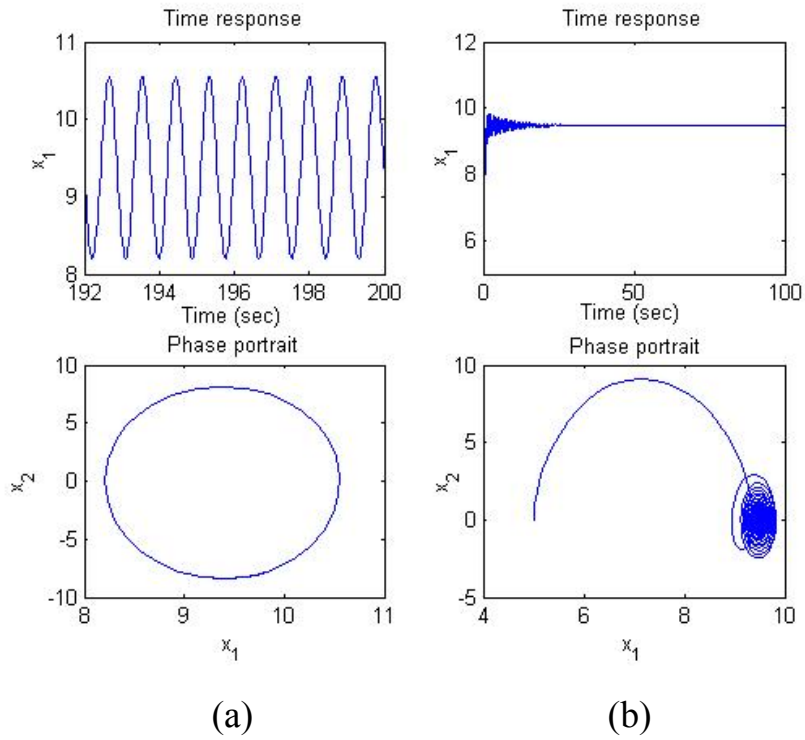 Time response
11
10
9
8
x1
192 194 196 198 200
Time (sec)
Time response
12
10
8
6
x1
0 50 100
Time (sec)
Phase portrait
10
5
0
-5
-10
x2
8 9 10 11
x1
Phase portrait
10
5
0
-5
x2
4 6 8 10
x1
(a)
(b)